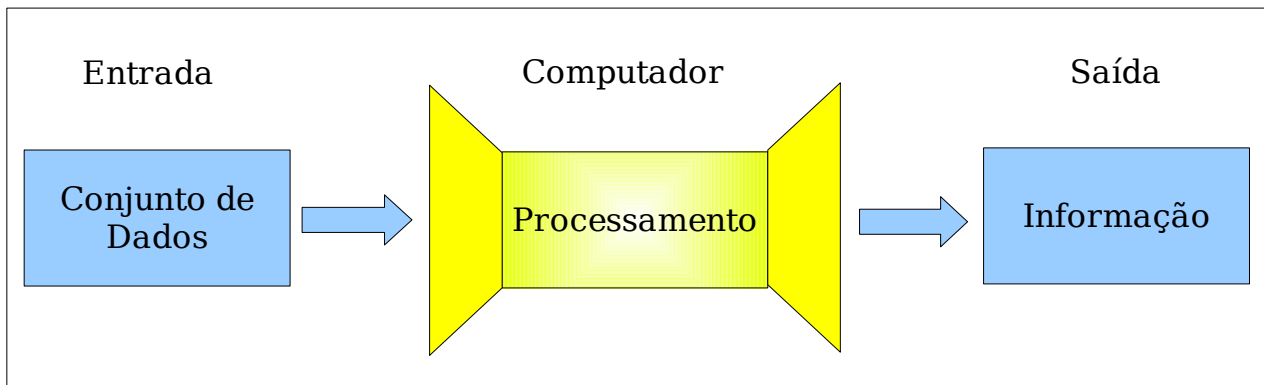 Entrada
Computador
Saída
Conjunto de
Dados
Processamento
Informação